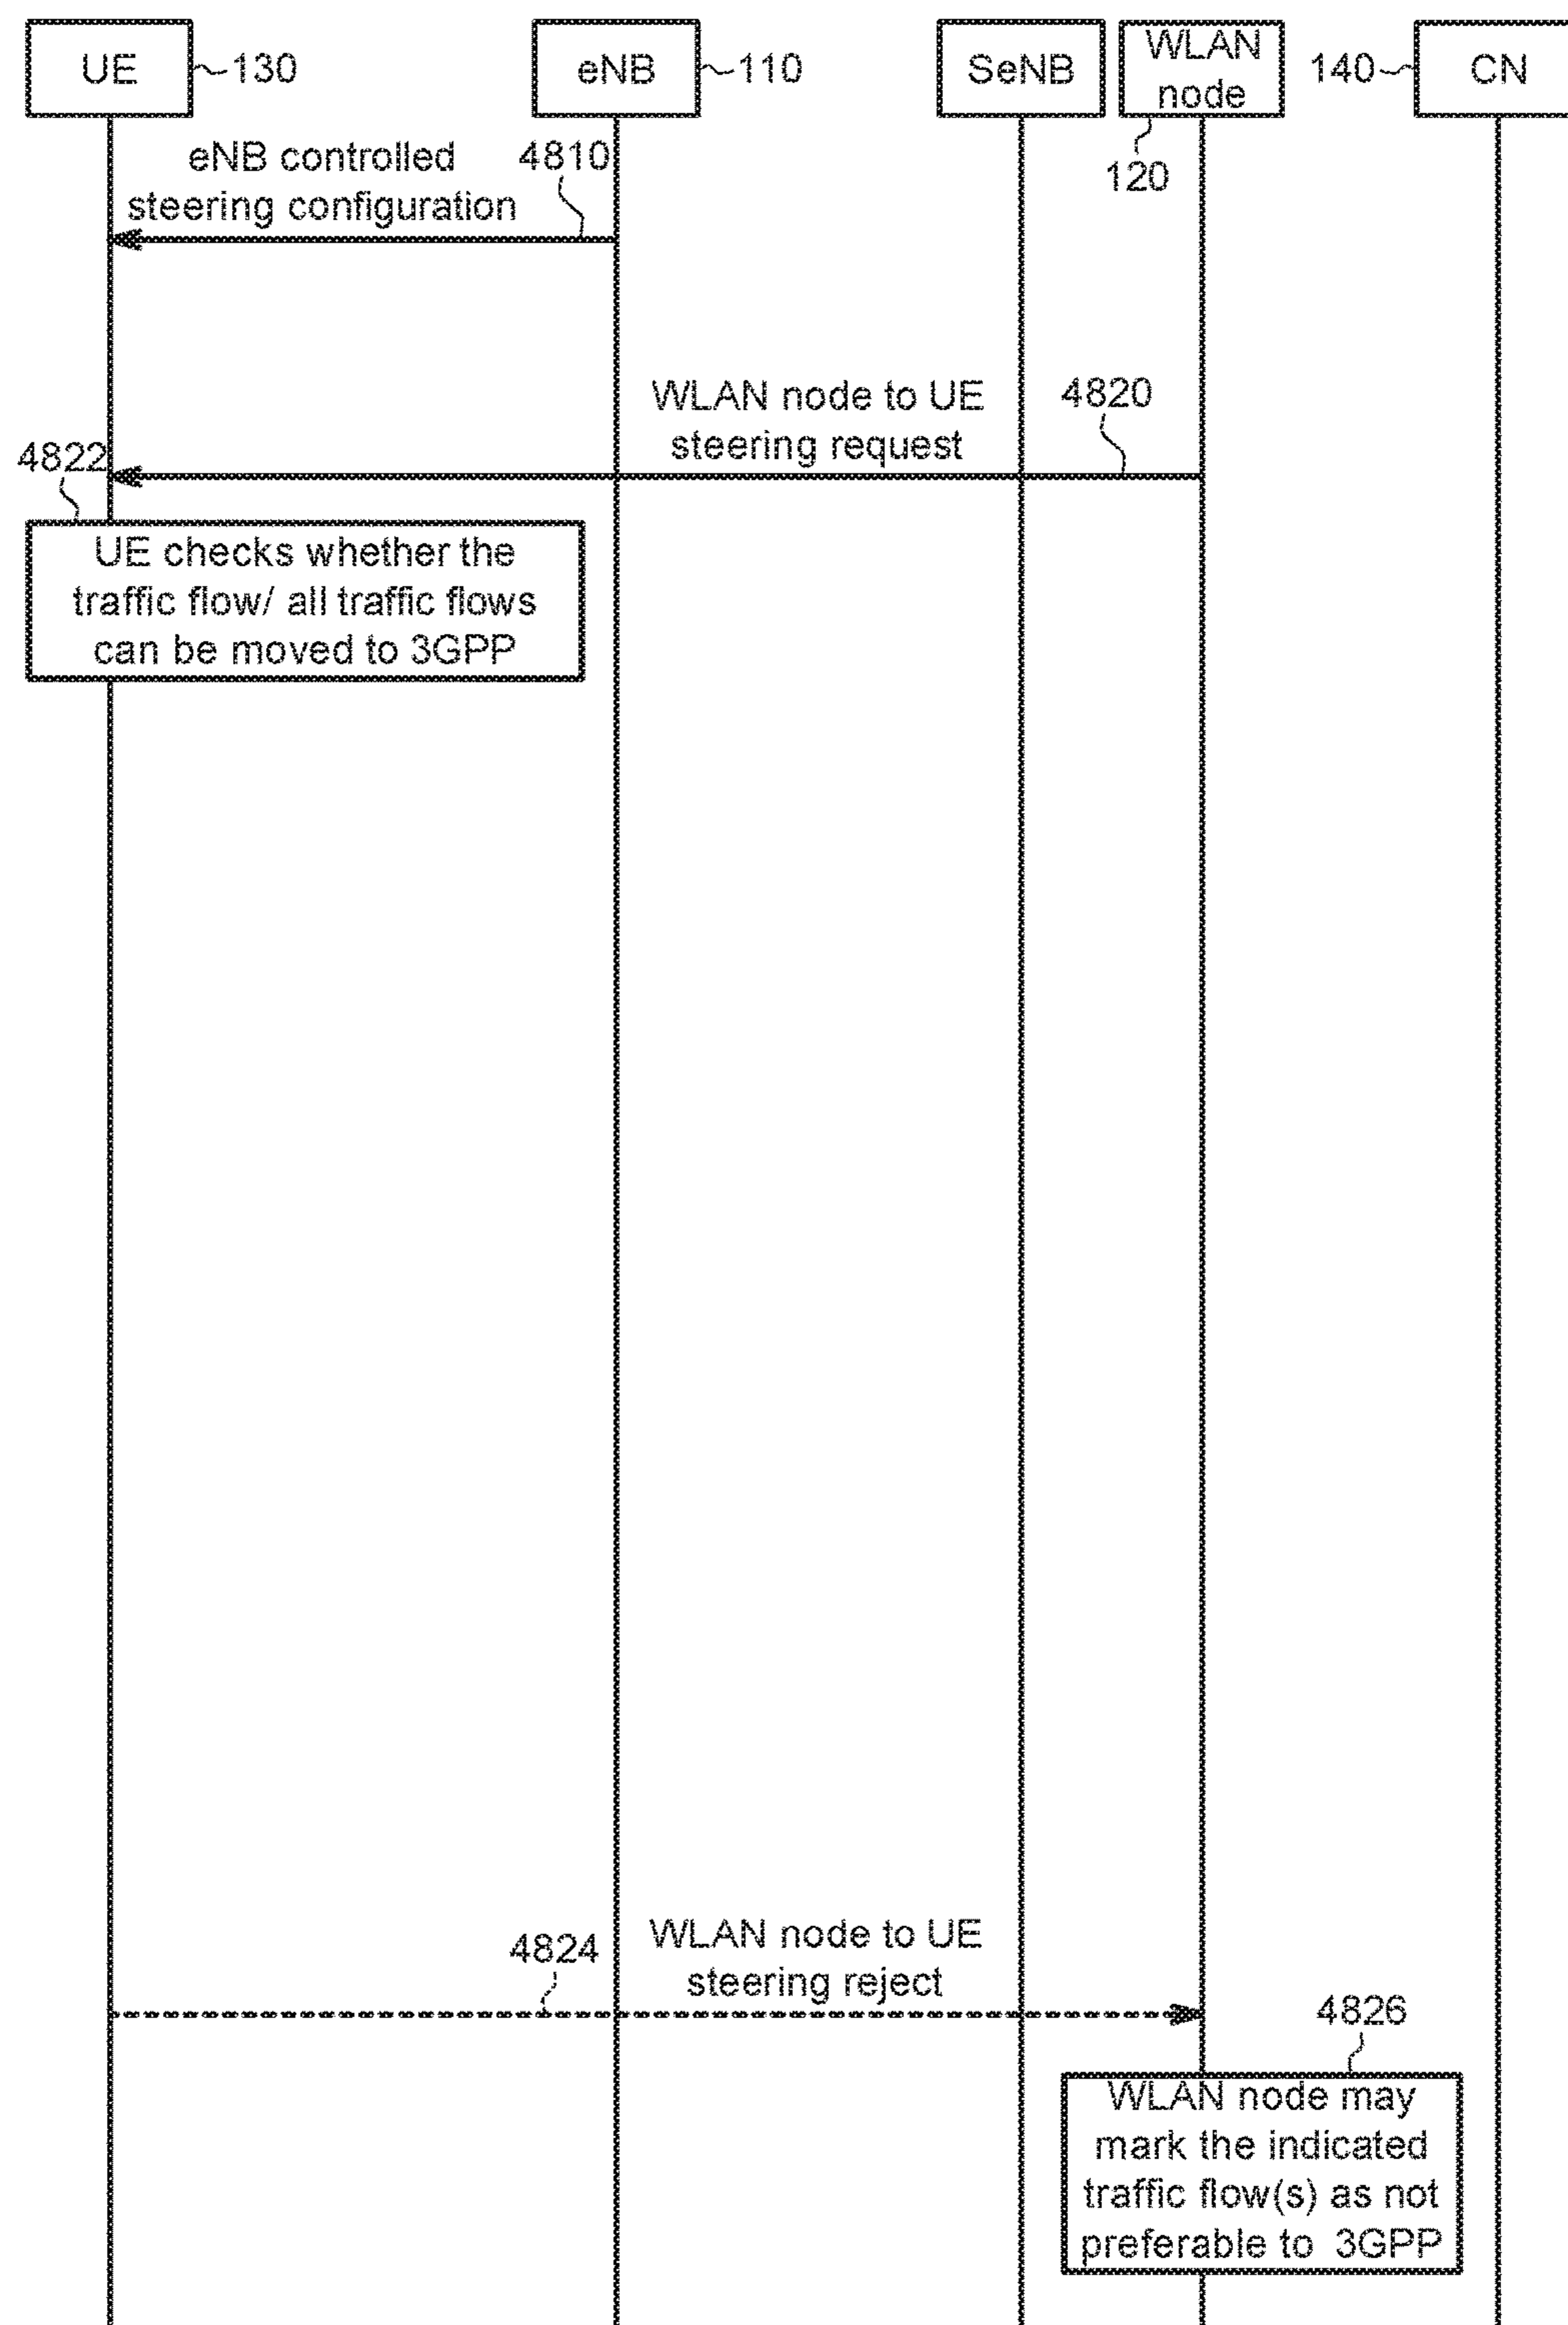 UE
130
eNB
110
SeNB
WLAN
node
120
140
CN
eNB controlled
steering configuration
4810
WLAN node to UE
steering request
4820
4822
UE checks whether the
traffic flow/ all traffic flows
can be moved to 3GPP
4824
WLAN node to UE
steering reject
4826
WLAN node may
mark the indicated
traffic flow(s) as not
preferable to 3GPP